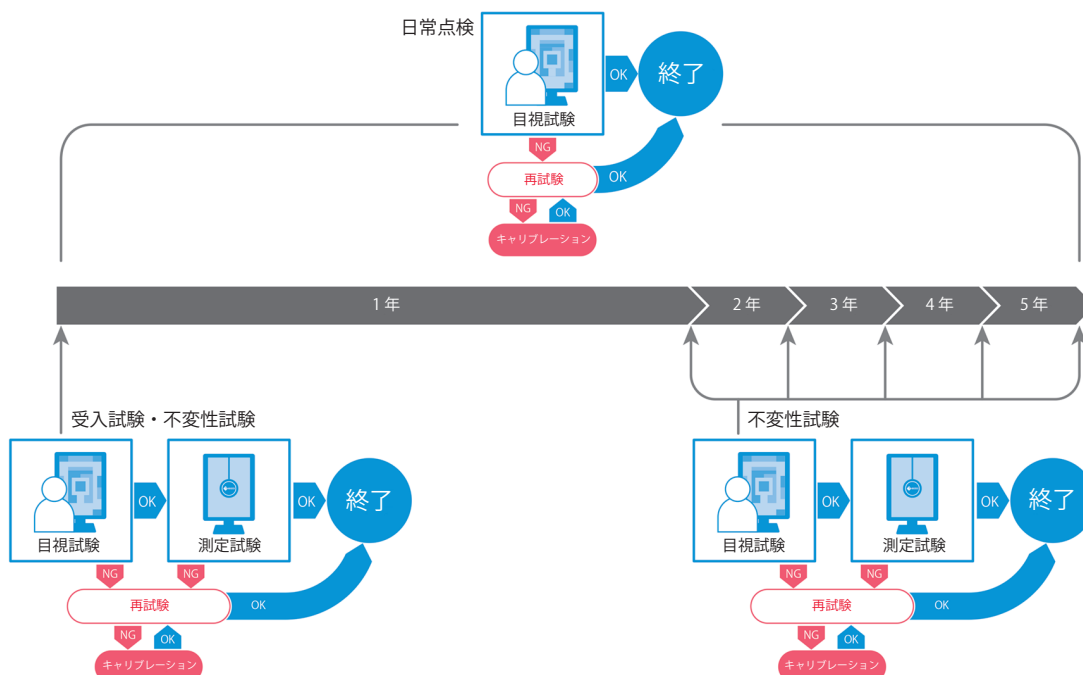 日常点検
目視試験
OK
終了
NG
再試験
OK
NG
OK
キャリブレーション
1 年
2 年
3 年
4 年
5 年
受入試験・不変性試験
目視試験
OK
測定試験
OK
終了
NG
NG
再試験
OK
NG
OK
キャリブレーション
不変性試験
目視試験
OK
測定試験
OK
終了
NG
NG
再試験
OK
NG
OK
キャリブレーション